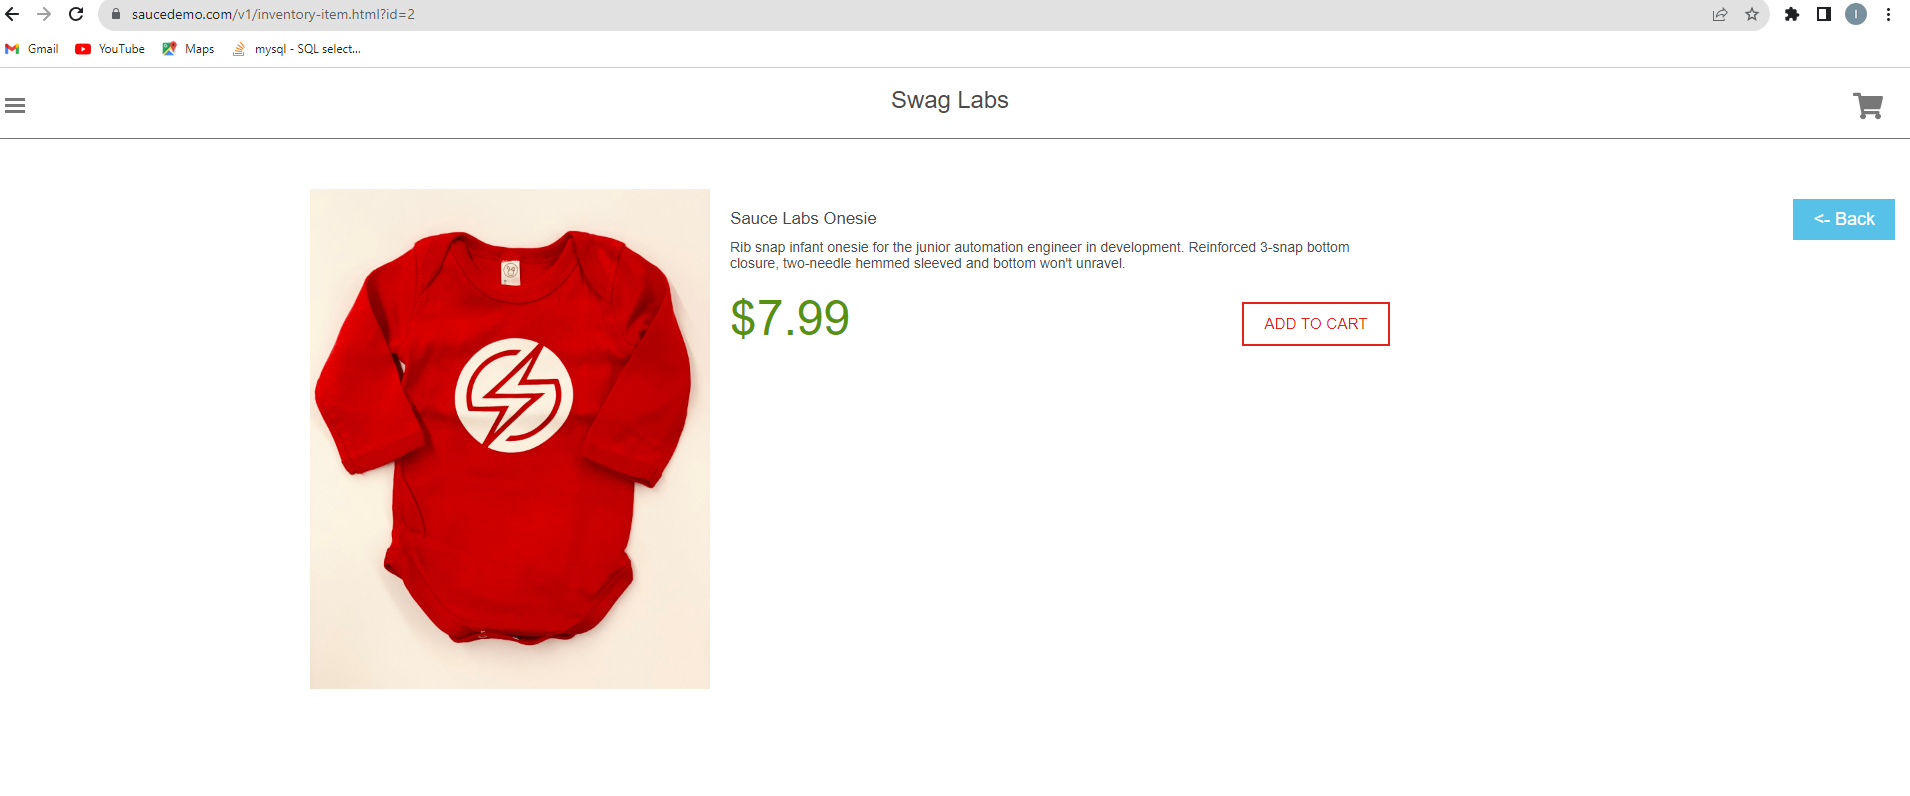 saucedemo.com/v1/inventory-item.html?id=2
I
Gmail
YouTube
Maps
mysql - SQL select...
Swag Labs
<- Back
Sauce Labs Onesie
Rib snap infant onesie for the junior automation engineer in development. Reinforced 3-snap bottom
closure, two-needle hemmed sleeved and bottom won't unravel.
$7.99
ADD TO CART